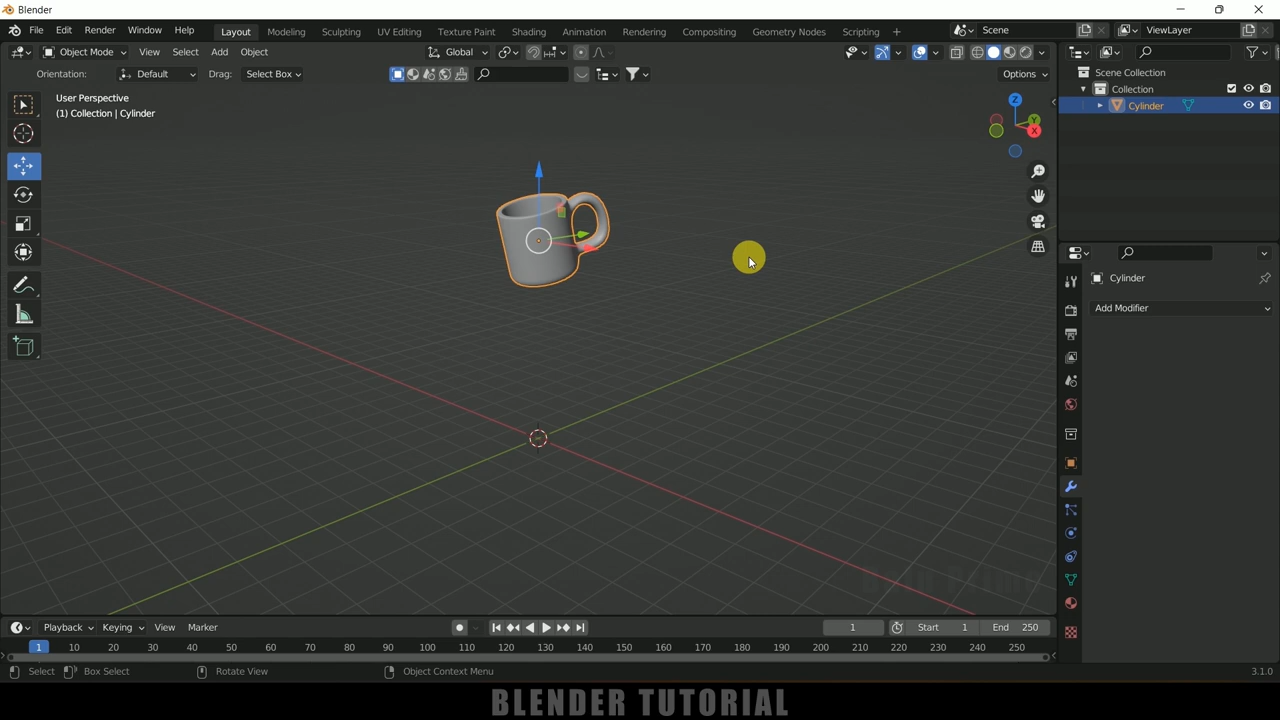 Blender
File Edit Render Window Help Layout Modeling Sculpting UV Editing Texture Paint Shading Animation Rendering Compositing Geometry Nodes Scripting + Scene ViewLayer
Object Mode View Select Add Object Global
Orientation: Default Drag: Select Box Options
User Perspective
(1) Collection | Cylinder
Z
Y
X
Scene Collection
Collection
Cylinder
Cylinder
Add Modifier
Playback Keying View Marker 1 Start 1 End 250
1 10 20 30 40 50 60 70 80 90 100 110 120 130 140 150 160 170 180 190 200 210 220 230 240 250
Select Box Select Rotate View Object Context Menu 3.1.0
BLENDER TUTORIAL